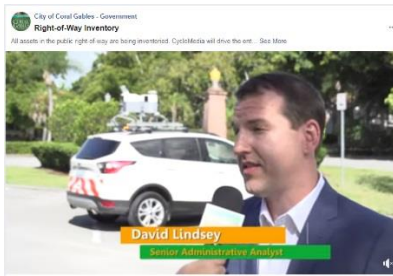 City of Coral Gables - Government
Right-of-Way Inventory
All assets in the public right-of-way are being inventoried. CycloMedia will drive the ent... See More
David Lindsey
Senior Administrative Analyst